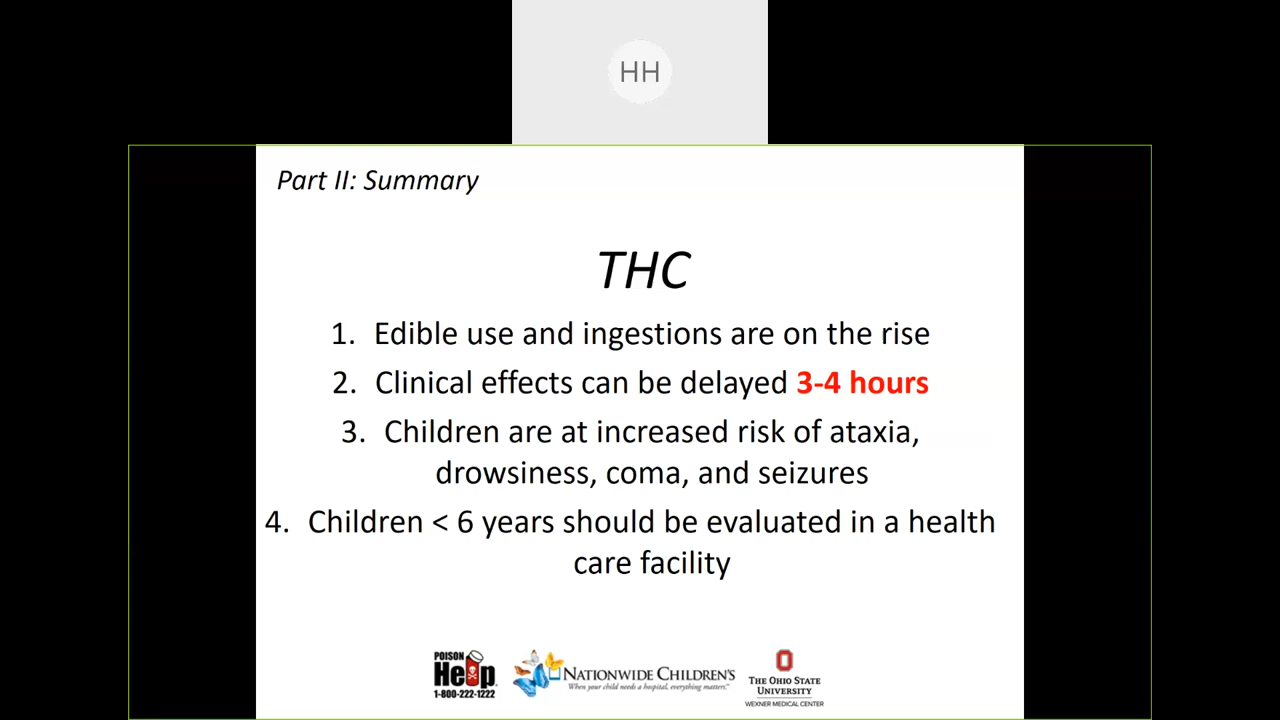 HH
Part II: Summary
THC
1. Edible use and ingestions are on the rise
2. Clinical effects can be delayed 3-4 hours
3. Children are at increased risk of ataxia,
drowsiness, coma, and seizures
4. Children < 6 years should be evaluated in a health
care facility
POISON
Help
1-800-222-1222
NATIONWIDE CHILDREN'S
When your child needs a hospital, everything matters.™
THE OHIO STATE
UNIVERSITY
WEXNER MEDICAL CENTER